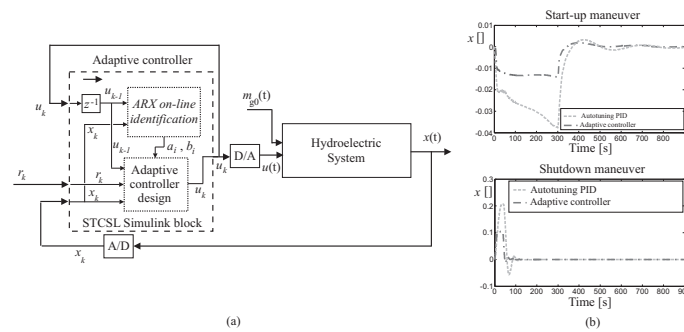 (a)
Adaptive controller
u_k
z^-1
u_k-1
ARX on-line
identification
x_k
u_k-1
a_i , b_i
Adaptive
controller
design
r_k
r_k
x_k
u_k
STCSL Simulink block
u_k
D/A
u(t)
m_g0(t)
Hydroelectric
System
x(t)
A/D
x_k
(a)
(b)
Start-up maneuver
x []
0.01
0
-0.01
-0.02
-0.03
-0.04
Autotuning PID
Adaptive controller
0 100 200 300 400 500 600 700 800 900
Time [s]
Shutdown maneuver
x []
0.3
0.2
0.1
0
-0.1
Autotuning PID
Adaptive controller
0 100 200 300 400 500 600 700 800 900
Time [s]
(b)